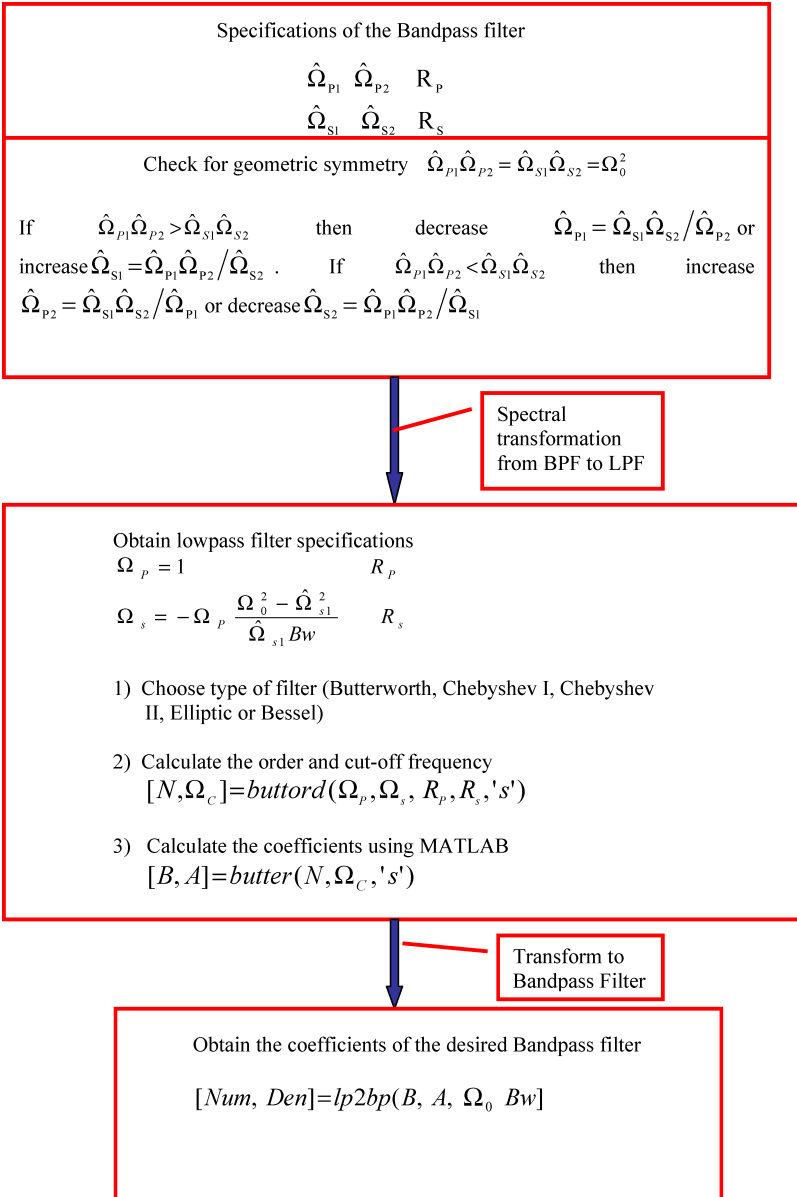 Specifications of the Bandpass filter
Ω̂P1 Ω̂P2 RP
Ω̂S1 Ω̂S2 RS
Check for geometric symmetry Ω̂P1Ω̂P2 = Ω̂S1Ω̂S2 = Ω0^2
If Ω̂P1Ω̂P2 > Ω̂S1Ω̂S2 then decrease Ω̂P1 = Ω̂S1Ω̂S2/Ω̂P2 or
increase Ω̂S1 = Ω̂P1Ω̂P2/Ω̂S2 . If Ω̂P1Ω̂P2 < Ω̂S1Ω̂S2 then increase
Ω̂P2 = Ω̂S1Ω̂S2/Ω̂P1 or decrease Ω̂S2 = Ω̂P1Ω̂P2/Ω̂S1
Spectral
transformation
from BPF to LPF
Obtain lowpass filter specifications
ΩP = 1 RP
Ωs = −ΩP (Ω0^2 − Ω̂s1^2)/(Ω̂s1 Bw) Rs
1) Choose type of filter (Butterworth, Chebyshev I, Chebyshev
II, Elliptic or Bessel)
2) Calculate the order and cut-off frequency
[N,ΩC]=buttord(ΩP,Ωs, RP,Rs,'s')
3) Calculate the coefficients using MATLAB
[B, A]=butter(N,ΩC,'s')
Transform to
Bandpass Filter
Obtain the coefficients of the desired Bandpass filter
[Num, Den]=lp2bp(B, A, Ω0 Bw]